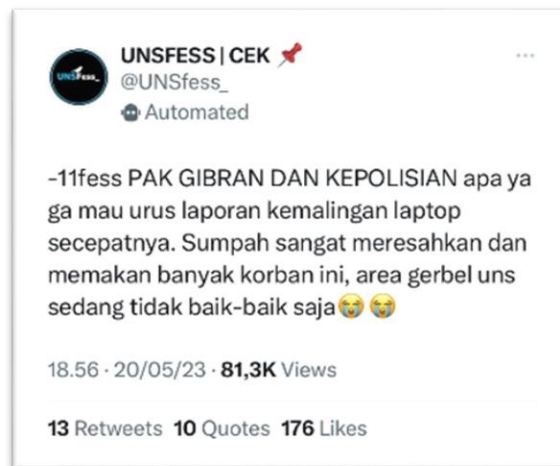 UNSFESS | CEK 📌
@UNSfess_
Automated
UNSFess_
-11fess PAK GIBRAN DAN KEPOLISIAN apa ya
ga mau urus laporan kemalingan laptop
secepatnya. Sumpah sangat meresahkan dan
memakan banyak korban ini, area gerbel uns
sedang tidak baik-baik saja😭😭
18.56 · 20/05/23 · 81,3K Views
13 Retweets 10 Quotes 176 Likes